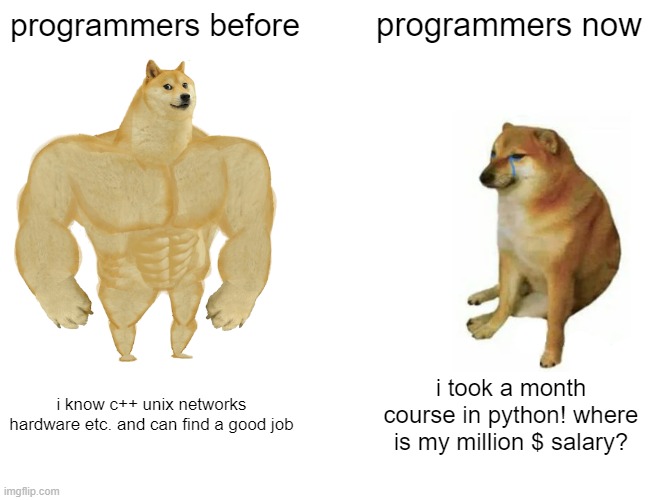 programmers before
programmers now
i know c++ unix networks
hardware etc. and can find a good job
i took a month
course in python! where
is my million $ salary?
imgflip.com